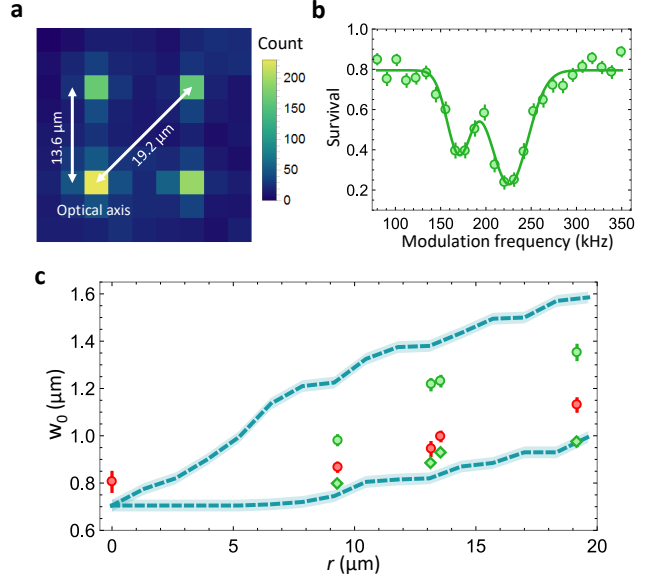 a
Count
200
150
100
50
0
13.6 μm
19.2 μm
Optical axis
b
Survival
1.0
0.8
0.6
0.4
0.2
100 150 200 250 300 350
Modulation frequency (kHz)
c
w0 (μm)
1.6
1.4
1.2
1.0
0.8
0.6
0 5 10 15 20
r (μm)